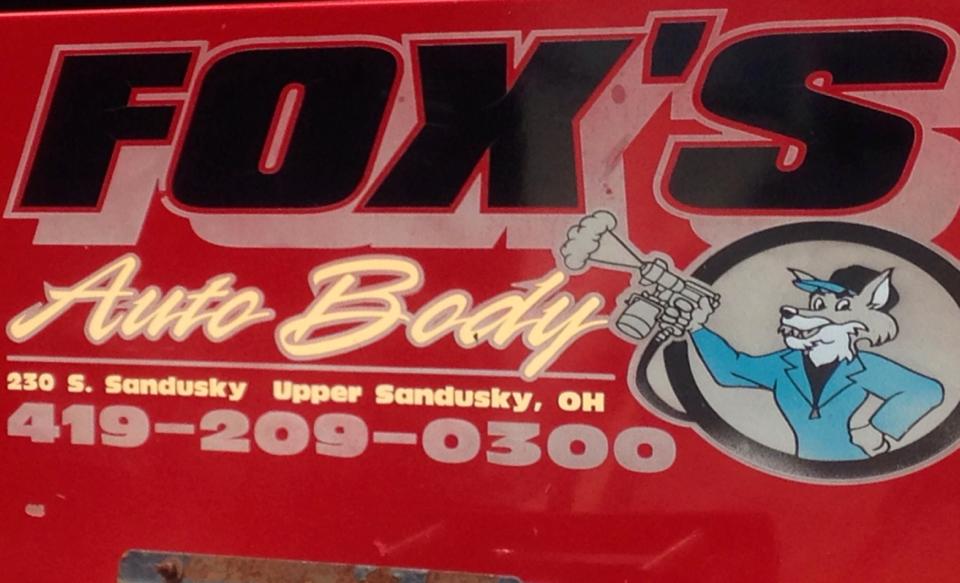 FOX'S
Auto Body
230 S. Sandusky Upper Sandusky, OH
419-209-0300